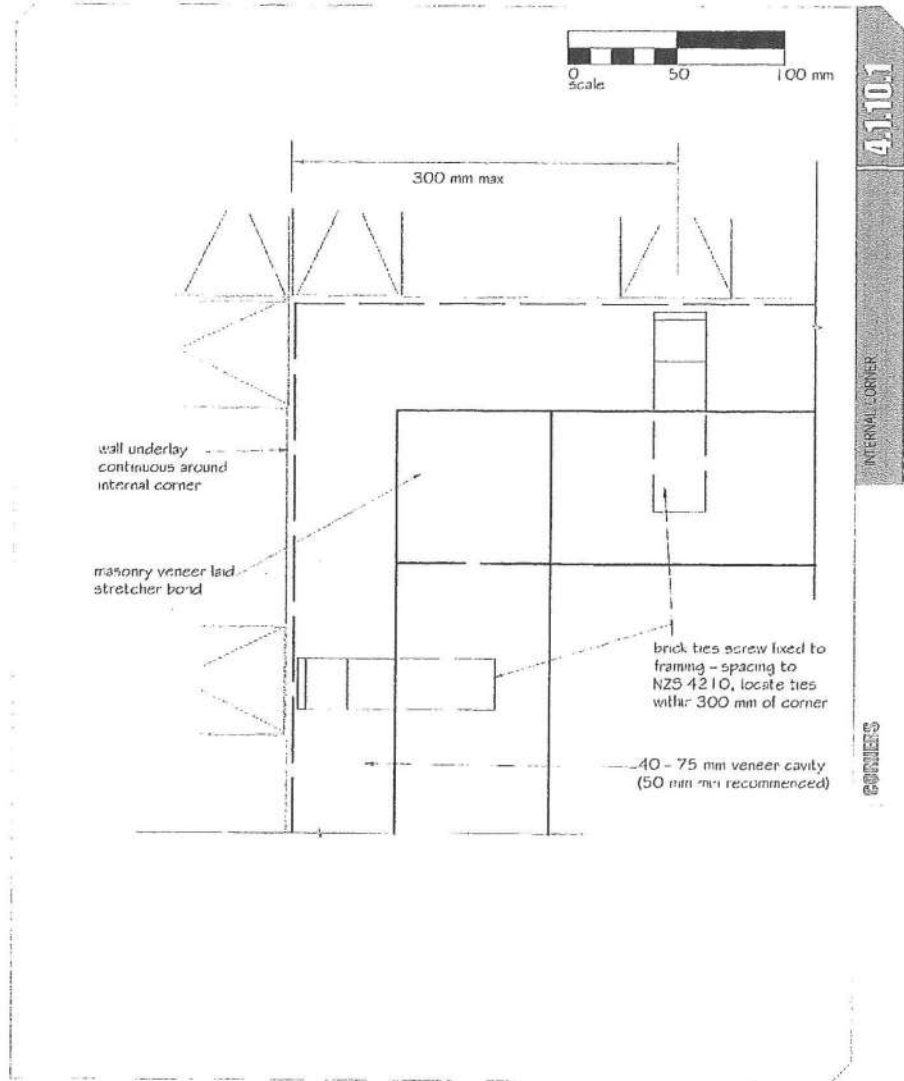 0 50 100 mm
scale
4.1.10.1
300 mm max
INTERNAL CORNER
wall underlay
continuous around
internal corner
masonry veneer laid
stretcher bond
brick ties screw fixed to
framing – spacing to
NZS 4210, locate ties
within 300 mm of corner
40 – 75 mm veneer cavity
(50 mm min recommended)
CORNERS